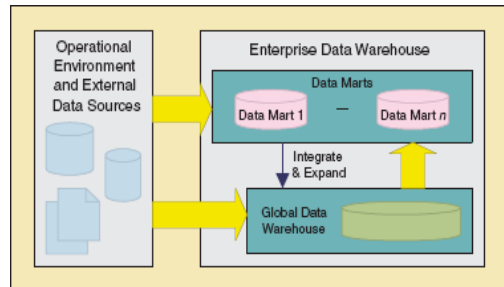 Operational
Environment
and External
Data Sources
Enterprise Data Warehouse
Data Marts
Data Mart 1
–
Data Mart n
Integrate
& Expand
Global Data
Warehouse